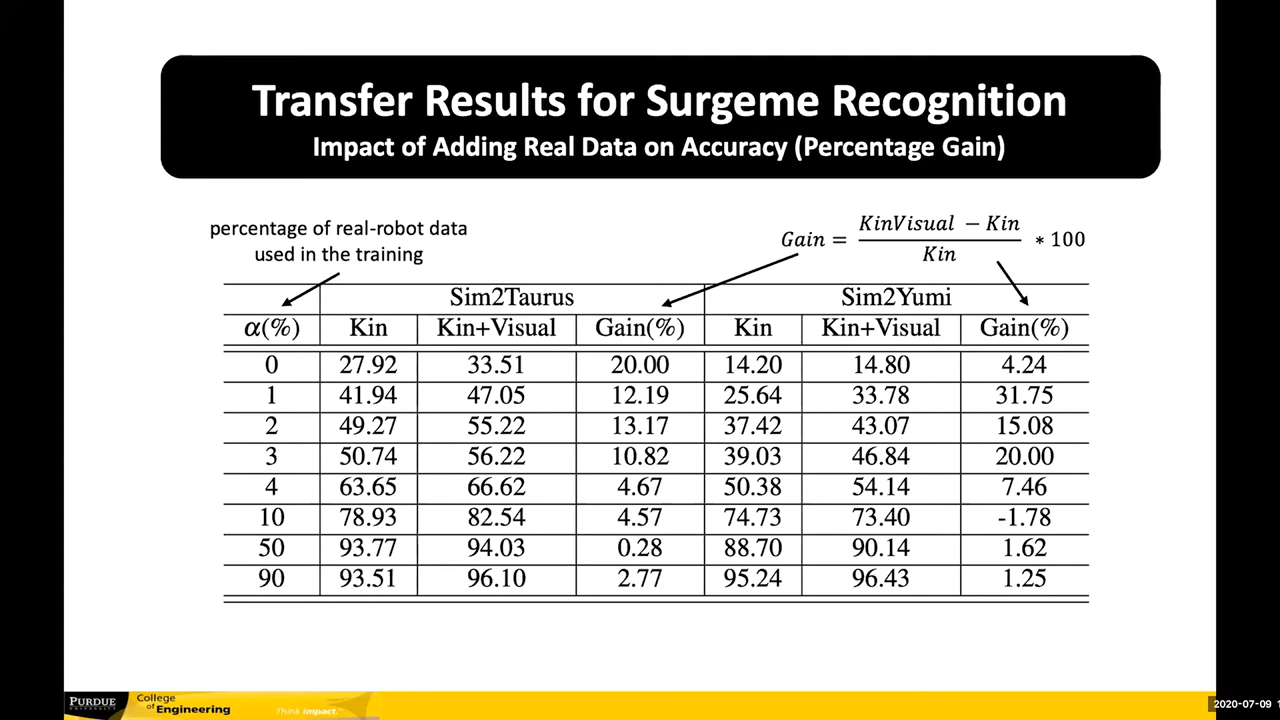 Transfer Results for Surgeme Recognition
Impact of Adding Real Data on Accuracy (Percentage Gain)
percentage of real-robot data
used in the training
Gain = (KinVisual − Kin) / Kin * 100
Sim2Taurus Sim2Yumi
α(%) Kin Kin+Visual Gain(%) Kin Kin+Visual Gain(%)
0 27.92 33.51 20.00 14.20 14.80 4.24
1 41.94 47.05 12.19 25.64 33.78 31.75
2 49.27 55.22 13.17 37.42 43.07 15.08
3 50.74 56.22 10.82 39.03 46.84 20.00
4 63.65 66.62 4.67 50.38 54.14 7.46
10 78.93 82.54 4.57 74.73 73.40 -1.78
50 93.77 94.03 0.28 88.70 90.14 1.62
90 93.51 96.10 2.77 95.24 96.43 1.25
PURDUE
UNIVERSITY
College
of Engineering
Think impact.
2020-07-09